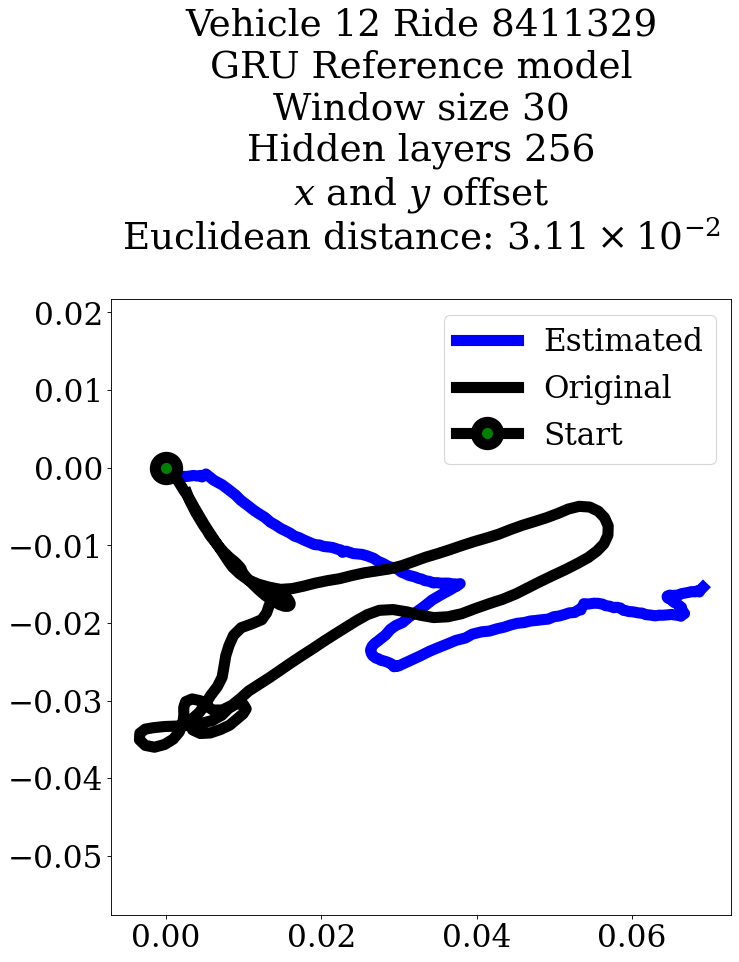 Vehicle 12 Ride 8411329
GRU Reference model
Window size 30
Hidden layers 256
x and y offset
Euclidean distance: 3.11 × 10⁻²
Estimated
Original
Start
0.02
0.01
0.00
−0.01
−0.02
−0.03
−0.04
−0.05
0.00 0.02 0.04 0.06